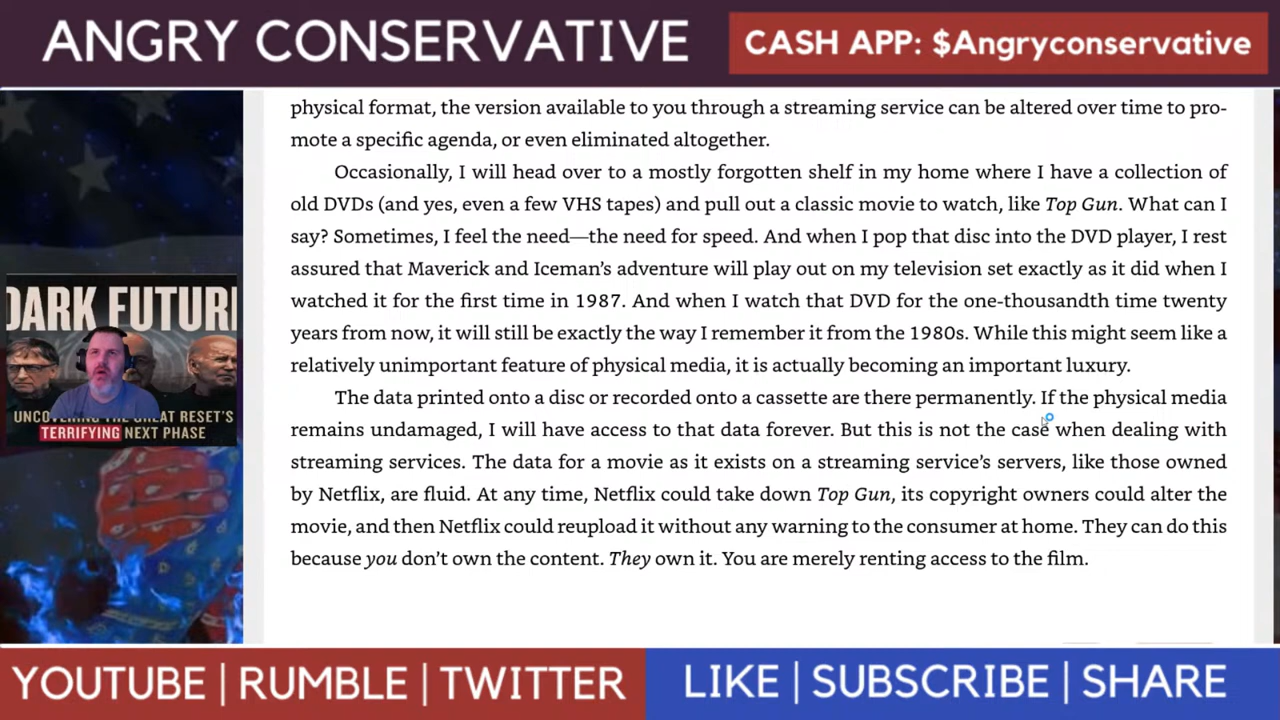 ANGRY CONSERVATIVE
CASH APP: $Angryconservative
physical format, the version available to you through a streaming service can be altered over time to pro-
mote a specific agenda, or even eliminated altogether.
Occasionally, I will head over to a mostly forgotten shelf in my home where I have a collection of
old DVDs (and yes, even a few VHS tapes) and pull out a classic movie to watch, like Top Gun. What can I
say? Sometimes, I feel the need—the need for speed. And when I pop that disc into the DVD player, I rest
assured that Maverick and Iceman's adventure will play out on my television set exactly as it did when I
watched it for the first time in 1987. And when I watch that DVD for the one-thousandth time twenty
years from now, it will still be exactly the way I remember it from the 1980s. While this might seem like a
relatively unimportant feature of physical media, it is actually becoming an important luxury.
The data printed onto a disc or recorded onto a cassette are there permanently. If the physical media
remains undamaged, I will have access to that data forever. But this is not the case when dealing with
streaming services. The data for a movie as it exists on a streaming service's servers, like those owned
by Netflix, are fluid. At any time, Netflix could take down Top Gun, its copyright owners could alter the
movie, and then Netflix could reupload it without any warning to the consumer at home. They can do this
because you don't own the content. They own it. You are merely renting access to the film.
DARK FUTUR
UNCOVERING THE GREAT RESET'S
TERRIFYING NEXT PHASE
YOUTUBE | RUMBLE | TWITTER
LIKE | SUBSCRIBE | SHARE